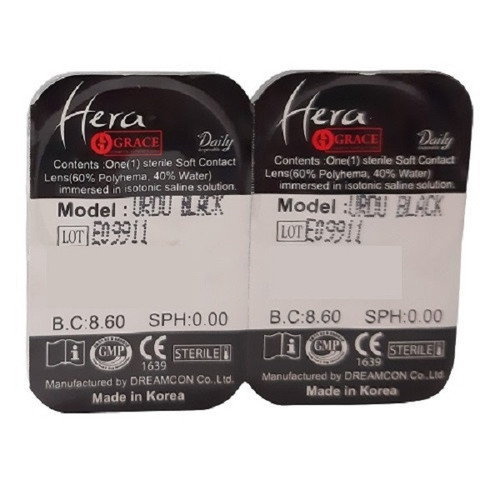 Hera
GRACE
Daily
Contents :One(1) sterile Soft Contact
Lens(60% Polyhema, 40% Water)
immersed in isotonic saline solution.
Model : URDU BLACK
LOT E09911
B.C:8.60 SPH:0.00
GMP CE 1639 STERILE
Manufactured by DREAMCON Co.,Ltd.
Made in Korea
Hera
GRACE
Daily
Contents :One(1) sterile Soft Contact
Lens(60% Polyhema, 40% Water)
immersed in isotonic saline solution.
Model : URDU BLACK
LOT E09911
B.C:8.60 SPH:0.00
GMP CE 1639 STERILE
Manufactured by DREAMCON Co.,Ltd.
Made in Korea